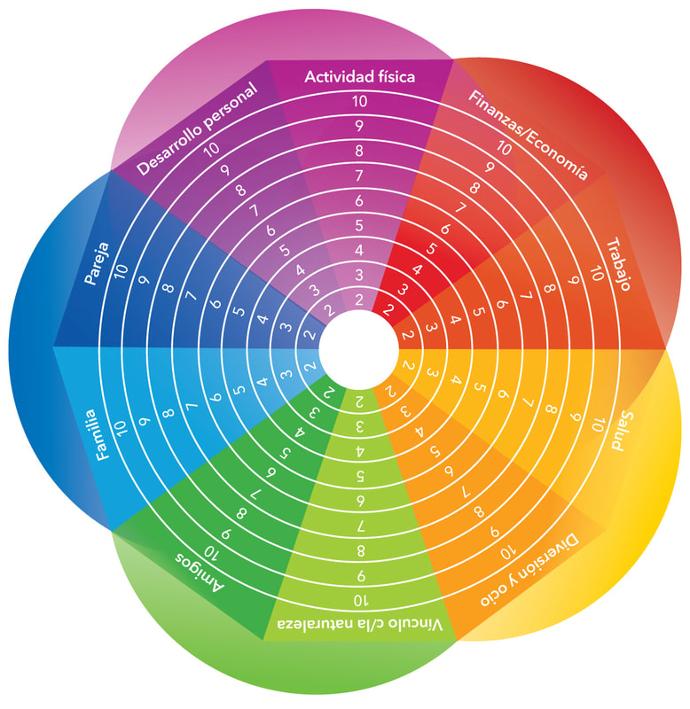 Actividad física
10 9 8 7 6 5 4 3 2
Finanzas/Economía
10 9 8 7 6 5 4 3 2
Trabajo
10 9 8 7 6 5 4 3 2
Salud
10 9 8 7 6 5 4 3 2
Diversión y ocio
10 9 8 7 6 5 4 3 2
Vínculo c/la naturaleza
10 9 8 7 6 5 4 3 2
Amigos
10 9 8 7 6 5 4 3 2
Familia
10 9 8 7 6 5 4 3 2
Pareja
10 9 8 7 6 5 4 3 2
Desarrollo personal
10 9 8 7 6 5 4 3 2